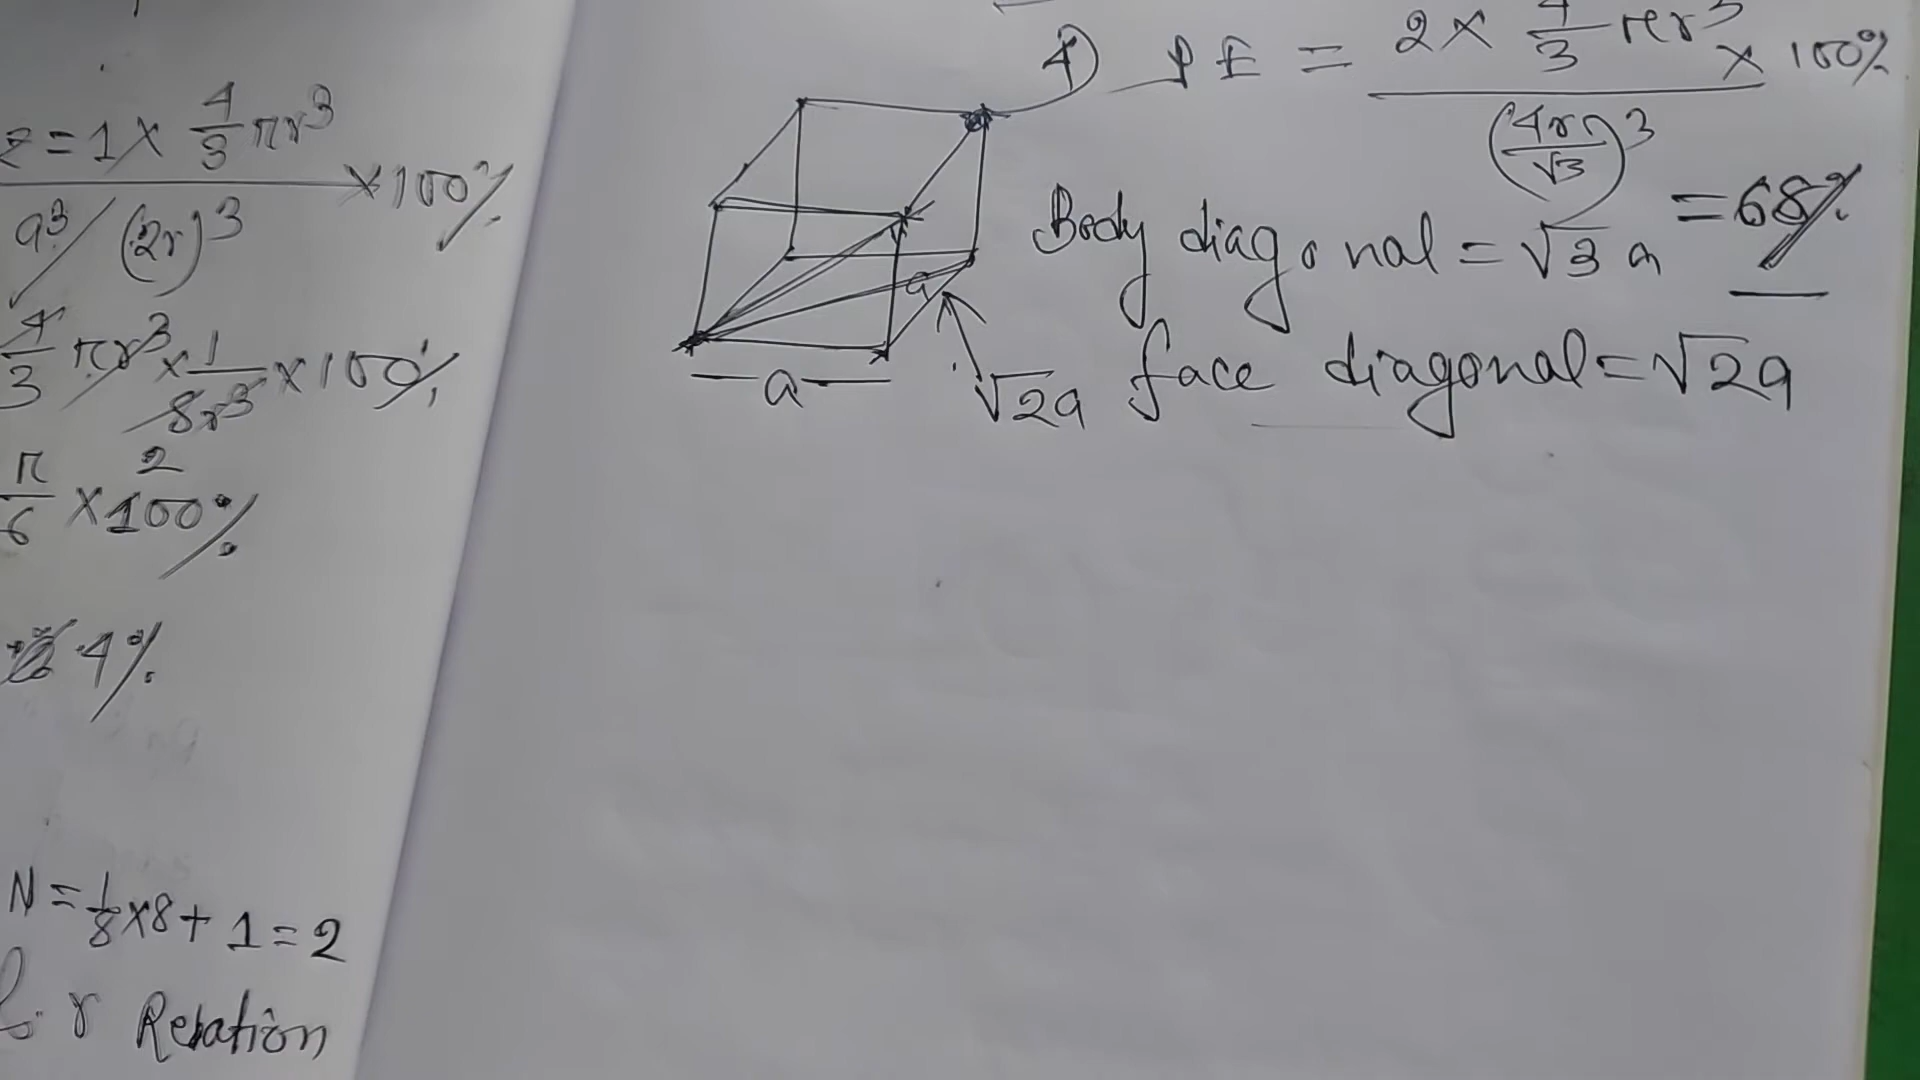 z = 1 × 4/3 πr³
a³/(2r)³ × 100%
4/3 πr³ × 1/8r³ × 100%
π/6 × 100% 2
4%
N = 1/8 × 8 + 1 = 2
r Relation
4) P E = 2 × 4/3 πr³ × 100%
(4r/√3)³
= 68%
Body diagonal = √3 a
face diagonal = √2a
a
a
√2a